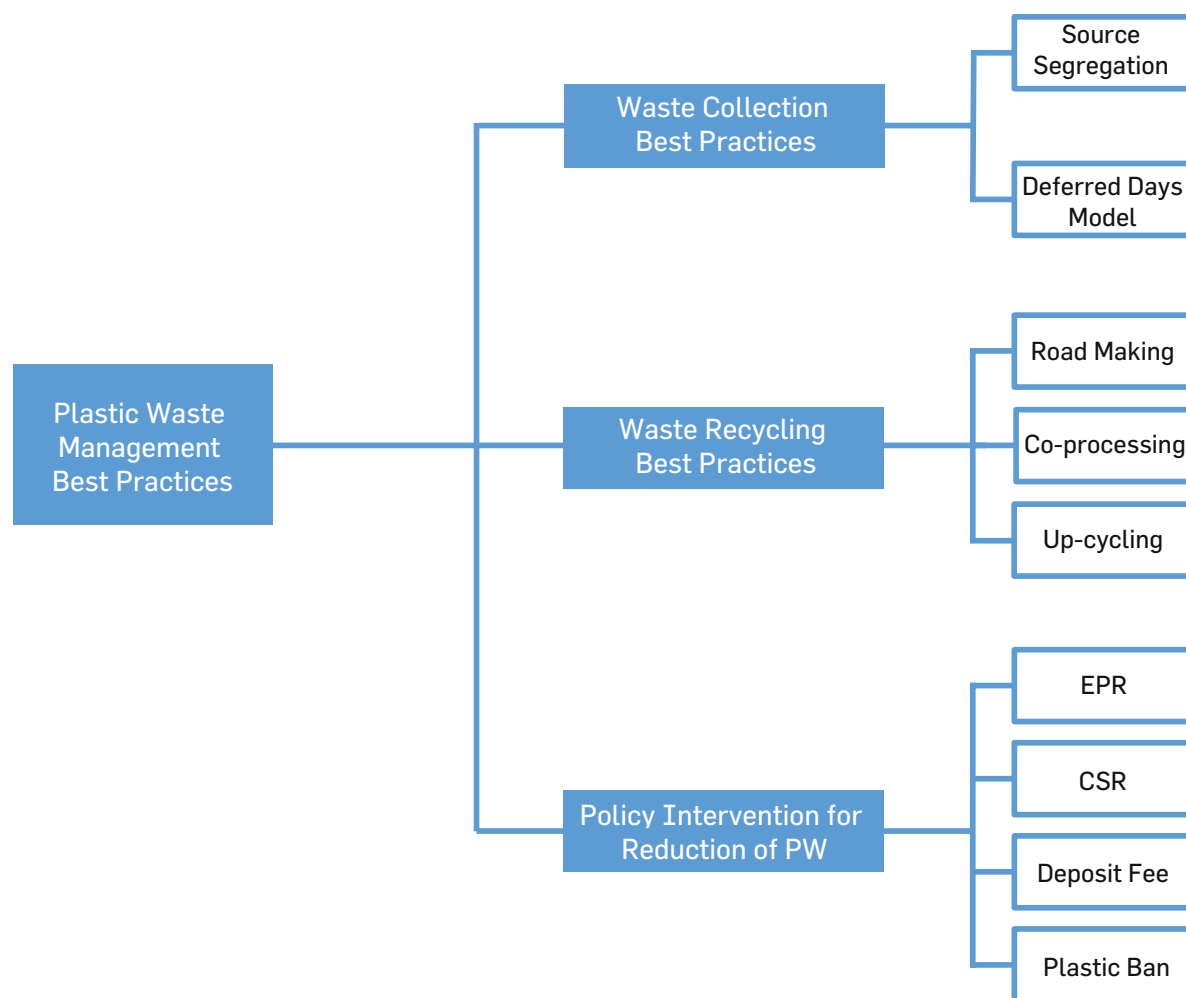 Plastic Waste
Management
Best Practices
Waste Collection
Best Practices
Source
Segregation
Deferred Days
Model
Waste Recycling
Best Practices
Road Making
Co-processing
Up-cycling
Policy Intervention for
Reduction of PW
EPR
CSR
Deposit Fee
Plastic Ban